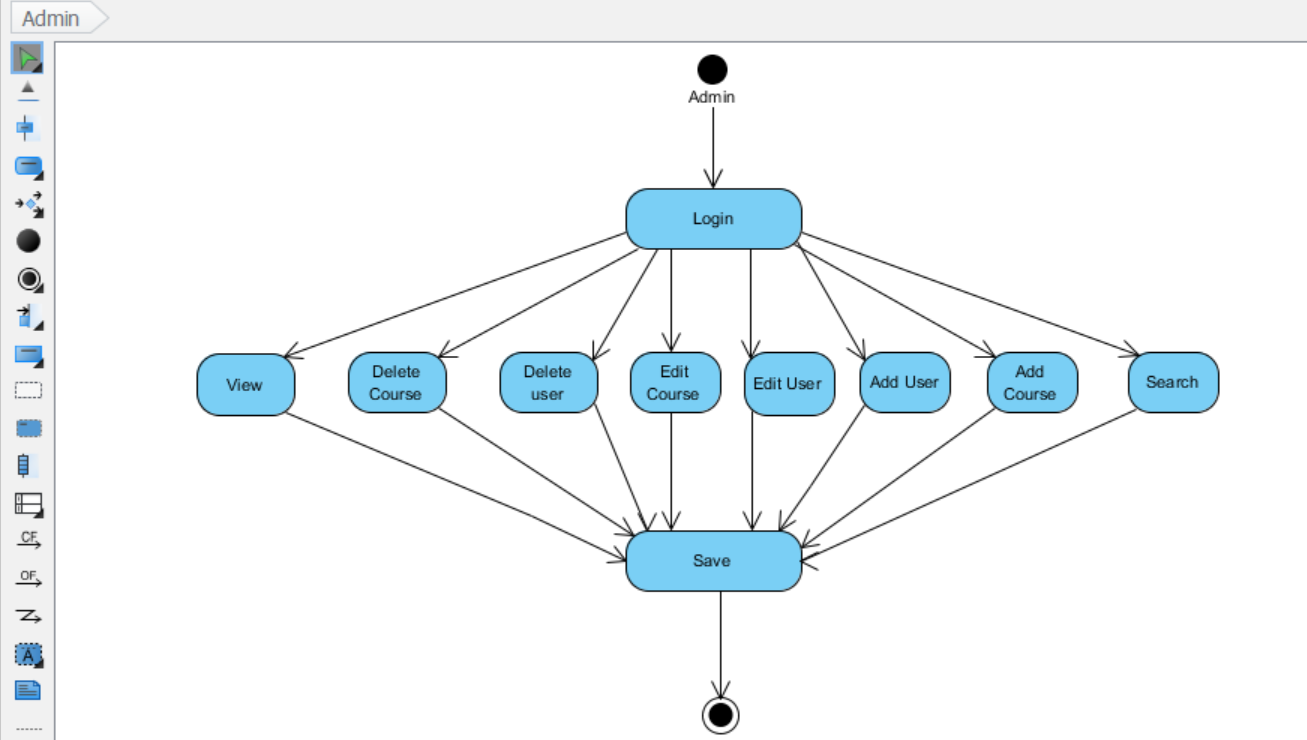 Admin
Admin
Login
View
Delete
Course
Delete
user
Edit
Course
Edit User
Add User
Add
Course
Search
Save
CF
OF
A